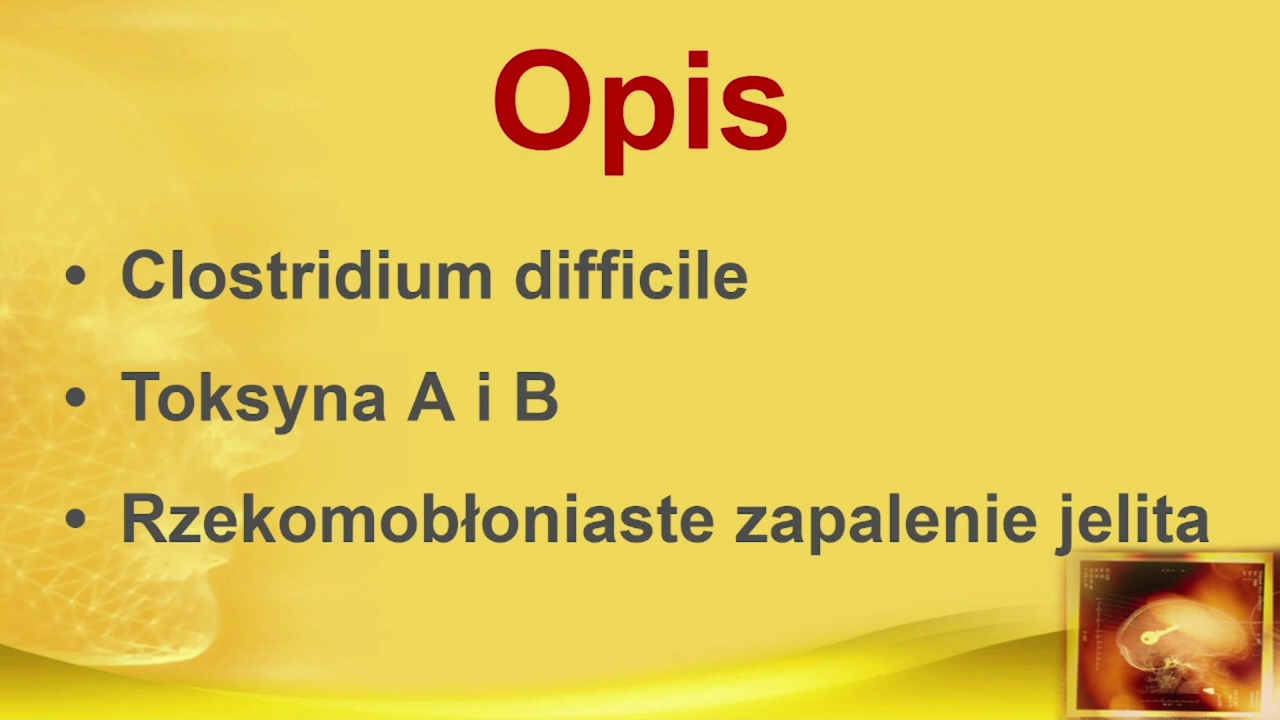 Opis
• Clostridium difficile
• Toksyna A i B
• Rzekomobłoniaste zapalenie jelita